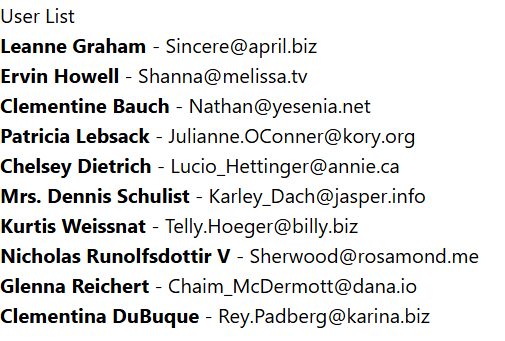 User List
Leanne Graham - Sincere@april.biz
Ervin Howell - Shanna@melissa.tv
Clementine Bauch - Nathan@yesenia.net
Patricia Lebsack - Julianne.OConner@kory.org
Chelsey Dietrich - Lucio_Hettinger@annie.ca
Mrs. Dennis Schulist - Karley_Dach@jasper.info
Kurtis Weissnat - Telly.Hoeger@billy.biz
Nicholas Runolfsdottir V - Sherwood@rosamond.me
Glenna Reichert - Chaim_McDermott@dana.io
Clementina DuBuque - Rey.Padberg@karina.biz